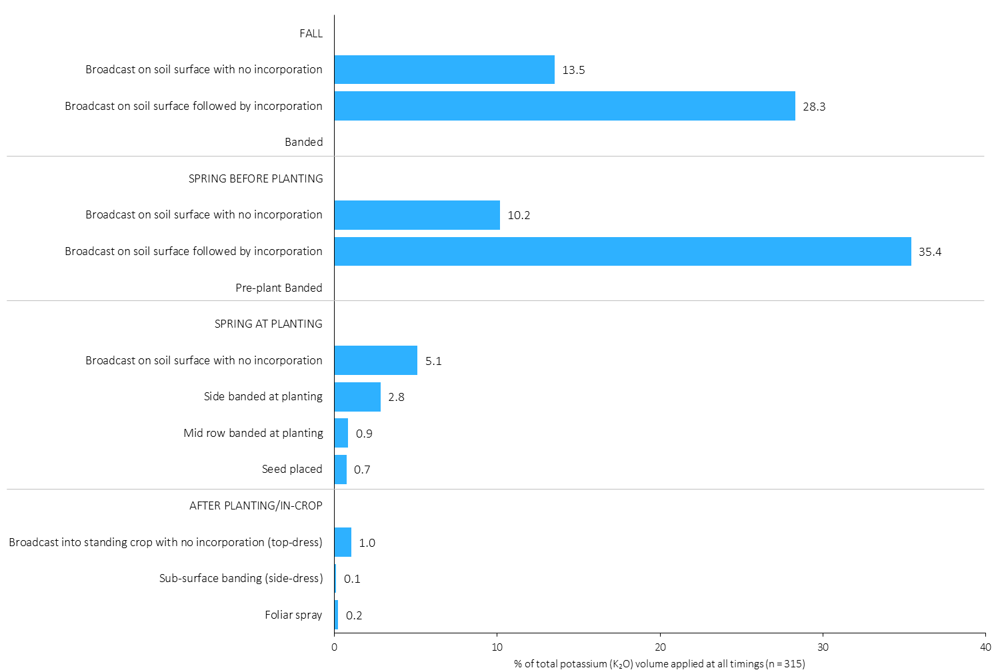 FALL
Broadcast on soil surface with no incorporation 13.5
Broadcast on soil surface followed by incorporation 28.3
Banded
SPRING BEFORE PLANTING
Broadcast on soil surface with no incorporation 10.2
Broadcast on soil surface followed by incorporation 35.4
Pre-plant Banded
SPRING AT PLANTING
Broadcast on soil surface with no incorporation 5.1
Side banded at planting 2.8
Mid row banded at planting 0.9
Seed placed 0.7
AFTER PLANTING/IN-CROP
Broadcast into standing crop with no incorporation (top-dress) 1.0
Sub-surface banding (side-dress) 0.1
Foliar spray 0.2
0 10 20 30 40
% of total potassium (K₂O) volume applied at all timings (n = 315)